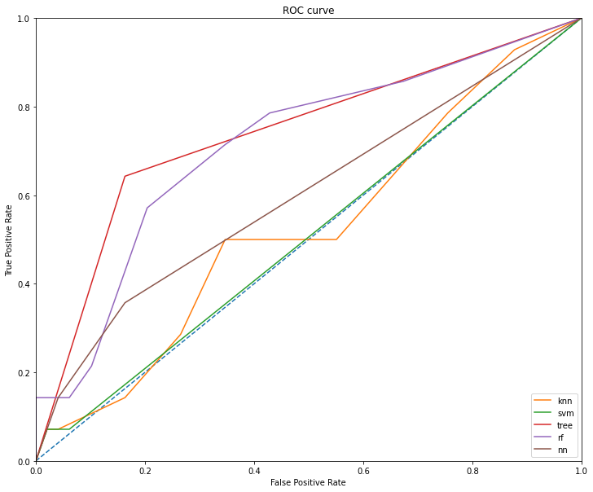 ROC curve
True Positive Rate
1.0
0.8
0.6
0.4
0.2
0.0
0.0 0.2 0.4 0.6 0.8 1.0
False Positive Rate
knn
svm
tree
rf
nn